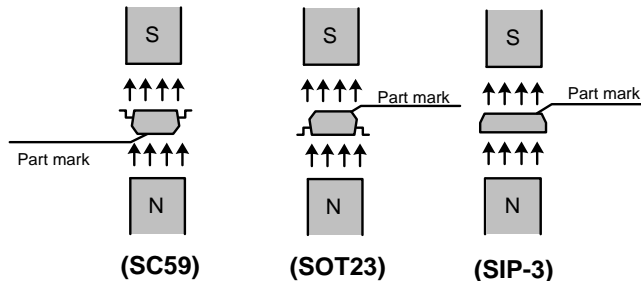 S S S
Part mark Part mark
Part mark
N N N
(SC59) (SOT23) (SIP-3)